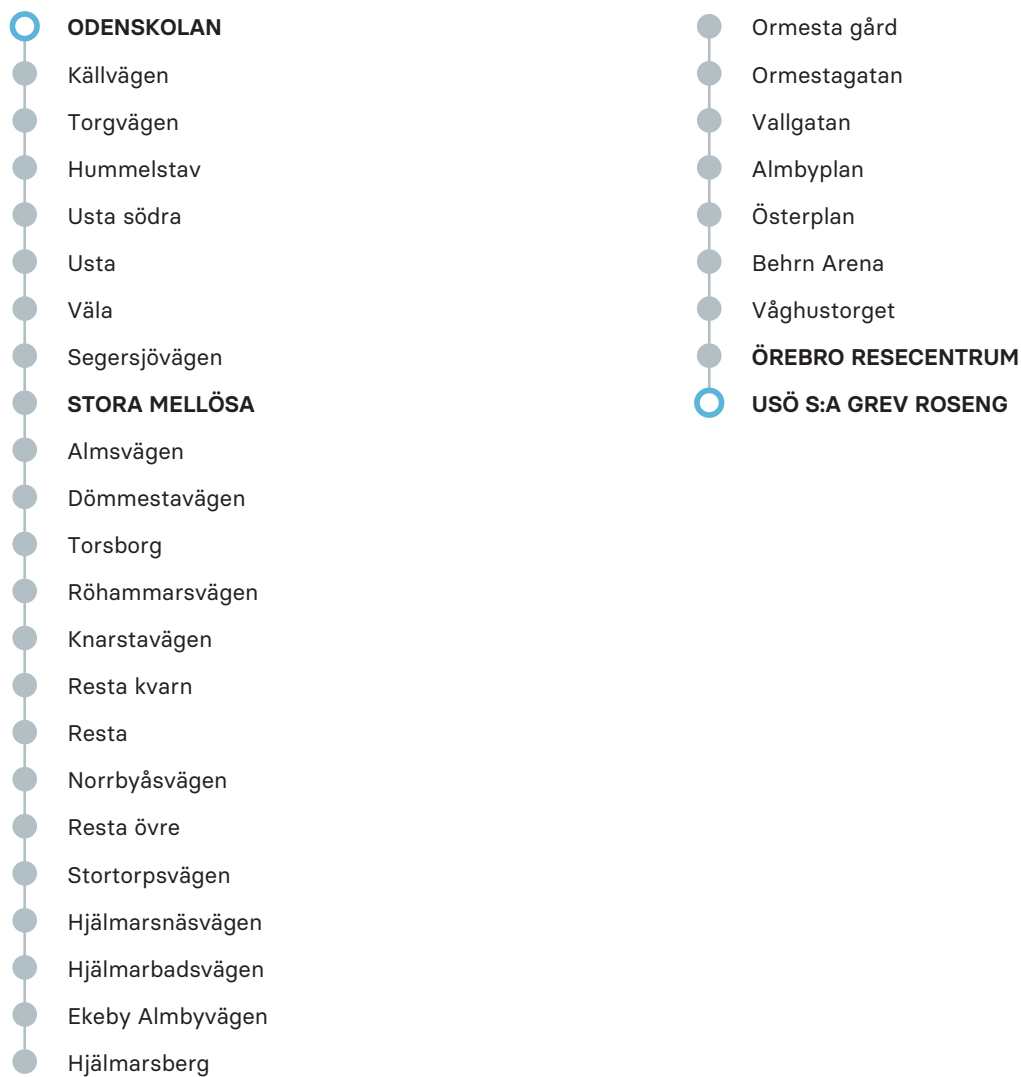 ODENSKOLAN
Källvägen
Torgvägen
Hummelstav
Usta södra
Usta
Väla
Segersjövägen
STORA MELLÖSA
Almsvägen
Dömmestavägen
Torsborg
Röhammarsvägen
Knarstavägen
Resta kvarn
Resta
Norrbyåsvägen
Resta övre
Stortorpsvägen
Hjälmarsnäsvägen
Hjälmarbadsvägen
Ekeby Almbyvägen
Hjälmarsberg
Ormesta gård
Ormestagatan
Vallgatan
Almbyplan
Österplan
Behrn Arena
Våghustorget
ÖREBRO RESECENTRUM
USÖ S:A GREV ROSENG